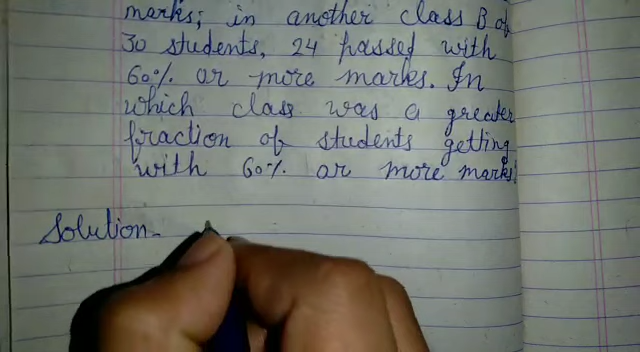 marks; in another class B of
30 students, 24 passed with
60% or more marks. In
which class was a greater
fraction of students getting
with 60% or more marks?
Solution-